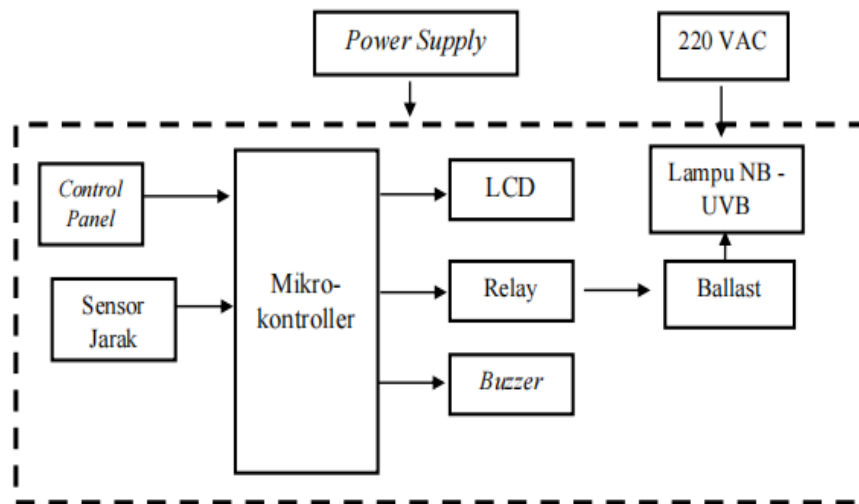 Power Supply
220 VAC
Control
Panel
Sensor
Jarak
Mikro-
kontroller
LCD
Relay
Buzzer
Lampu NB -
UVB
Ballast